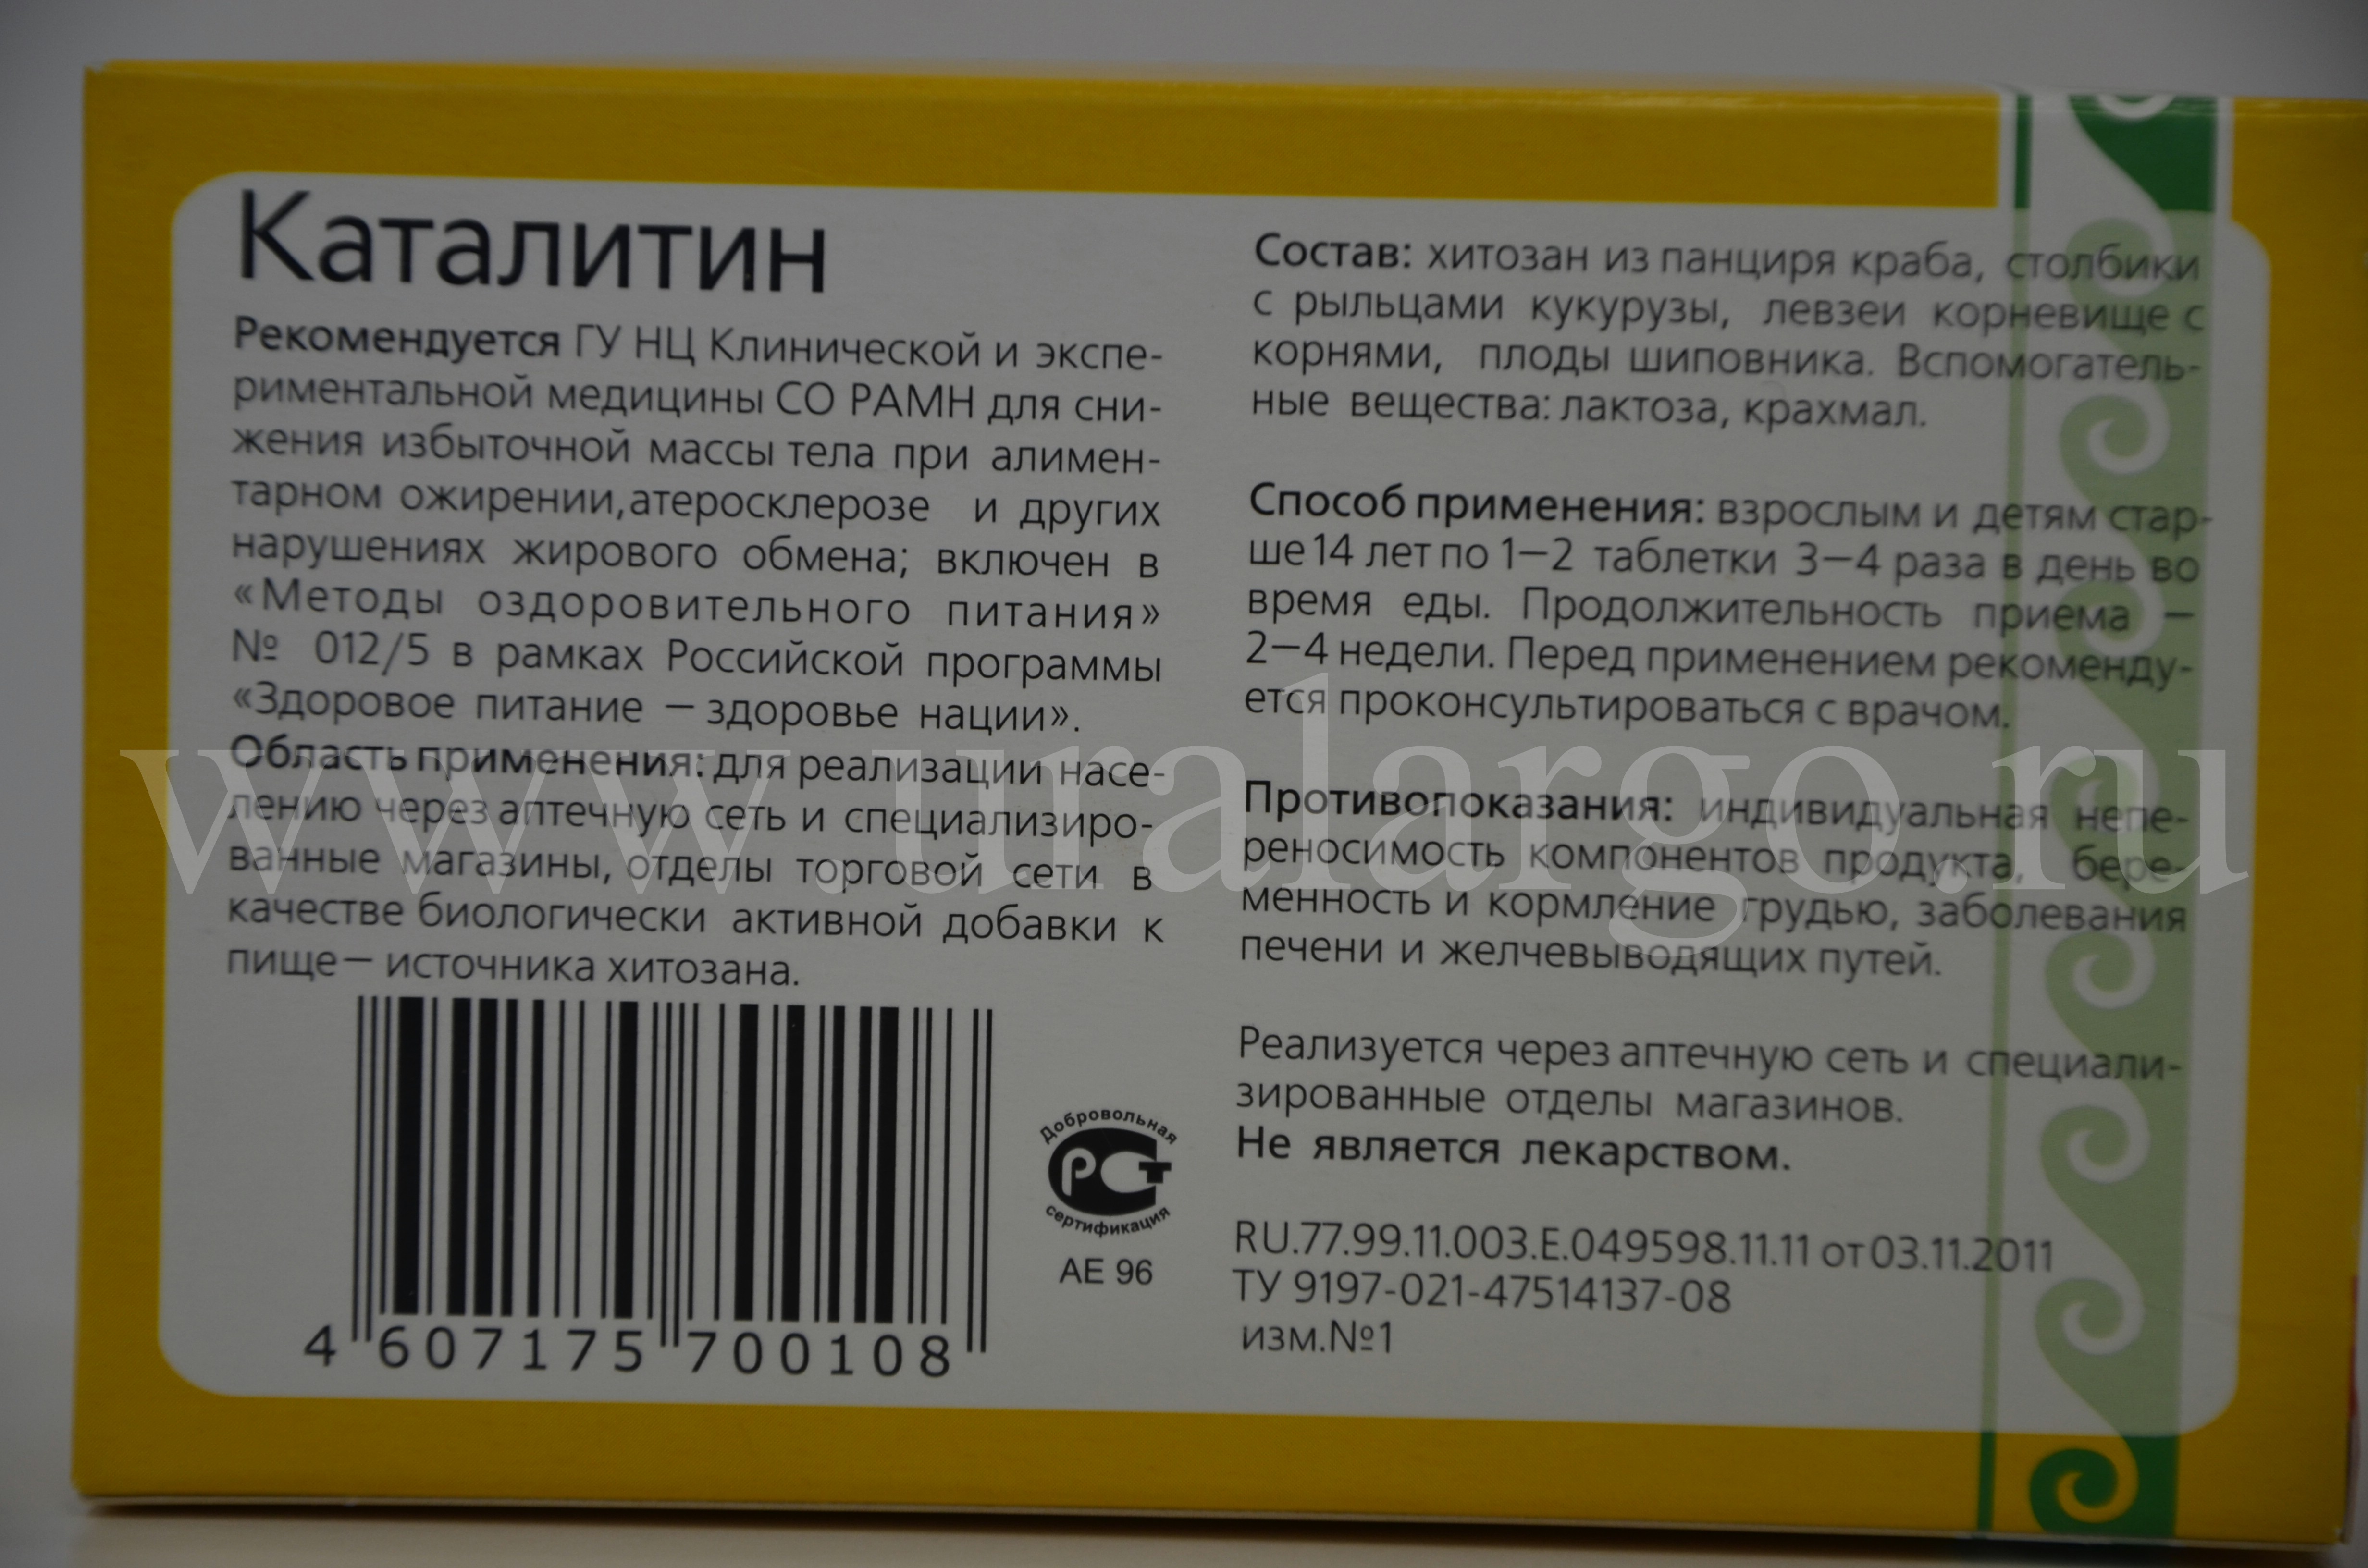 Каталитин
Рекомендуется ГУ НЦ Клинической и экспе-
риментальной медицины СО РАМН для сни-
жения избыточной массы тела при алимен-
тарном ожирении,атеросклерозе и других
нарушениях жирового обмена; включен в
«Методы оздоровительного питания»
№ 012/5 в рамках Российской программы
«Здоровое питание – здоровье нации».
Область применения: для реализации насе-
лению через аптечную сеть и специализиро-
ванные магазины, отделы торговой сети в
качестве биологически активной добавки к
пище– источника хитозана.
4 607175 700108
Добровольная
РСТ
сертификация
АЕ 96
Состав: хитозан из панциря краба, столбики
с рыльцами кукурузы, левзеи корневище с
корнями, плоды шиповника. Вспомогатель-
ные вещества: лактоза, крахмал.
Способ применения: взрослым и детям стар-
ше 14 лет по 1–2 таблетки 3–4 раза в день во
время еды. Продолжительность приема –
2–4 недели. Перед применением рекоменду-
ется проконсультироваться с врачом.
Противопоказания: индивидуальная непе-
реносимость компонентов продукта, бере-
менность и кормление грудью, заболевания
печени и желчевыводящих путей.
Реализуется через аптечную сеть и специали-
зированные отделы магазинов.
Не является лекарством.
RU.77.99.11.003.Е.049598.11.11 от 03.11.2011
ТУ 9197-021-47514137-08
изм.№1
www.uralargo.ru